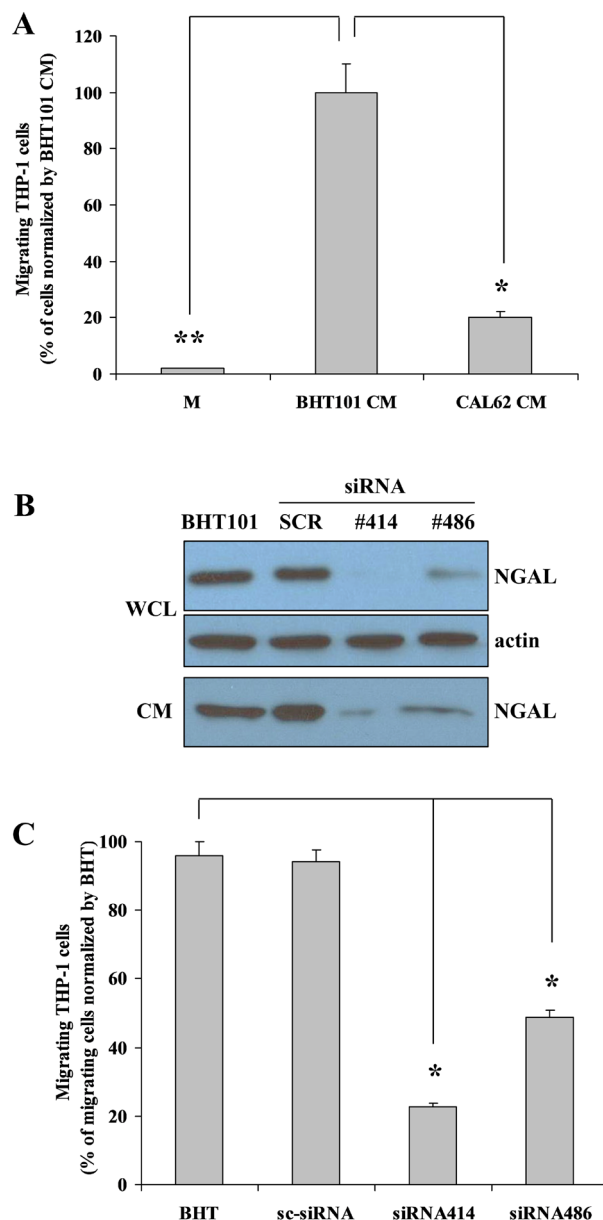 A
Migrating THP-1 cells
(% of cells normalized by BHT101 CM)
120
100
80
60
40
20
0
**
*
M
BHT101 CM
CAL62 CM
B
siRNA
BHT101
SCR
#414
#486
WCL
NGAL
actin
CM
NGAL
C
Migrating THP-1 cells
(% of migrating cells normalized by BHT)
100
80
60
40
20
0
*
*
BHT
sc-siRNA
siRNA414
siRNA486